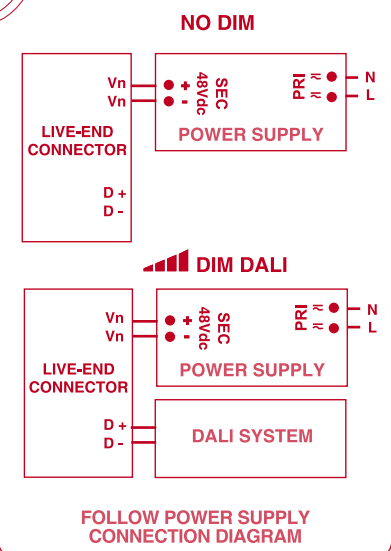 NO DIM
Vn
Vn
LIVE-END
CONNECTOR
D +
D -
+
-
48Vdc
SEC
PRI
≈
≈
N
L
POWER SUPPLY
DIM DALI
Vn
Vn
LIVE-END
CONNECTOR
D +
D -
+
-
48Vdc
SEC
PRI
≈
≈
N
L
POWER SUPPLY
DALI SYSTEM
FOLLOW POWER SUPPLY
CONNECTION DIAGRAM